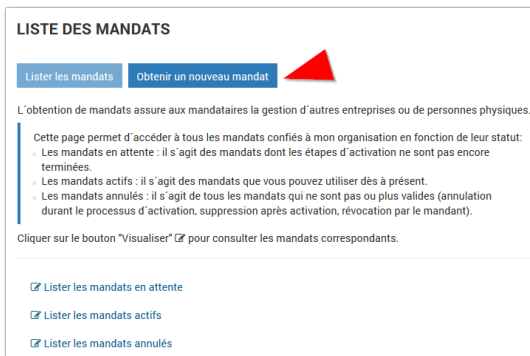 LISTE DES MANDATS
Lister les mandats
Obtenir un nouveau mandat
L´obtention de mandats assure aux mandataires la gestion d´autres entreprises ou de personnes physiques.
Cette page permet d´accéder à tous les mandats confiés à mon organisation en fonction de leur statut:
Les mandats en attente : il s´agit des mandats dont les étapes d´activation ne sont pas encore
terminées.
Les mandats actifs : il s´agit des mandats que vous pouvez utiliser dès à présent.
Les mandats annulés : il s´agit de tous les mandats qui ne sont pas ou plus valides (annulation
durant le processus d´activation, suppression après activation, révocation par le mandant).
Cliquer sur le bouton "Visualiser" pour consulter les mandats correspondants.
Lister les mandats en attente
Lister les mandats actifs
Lister les mandats annulés